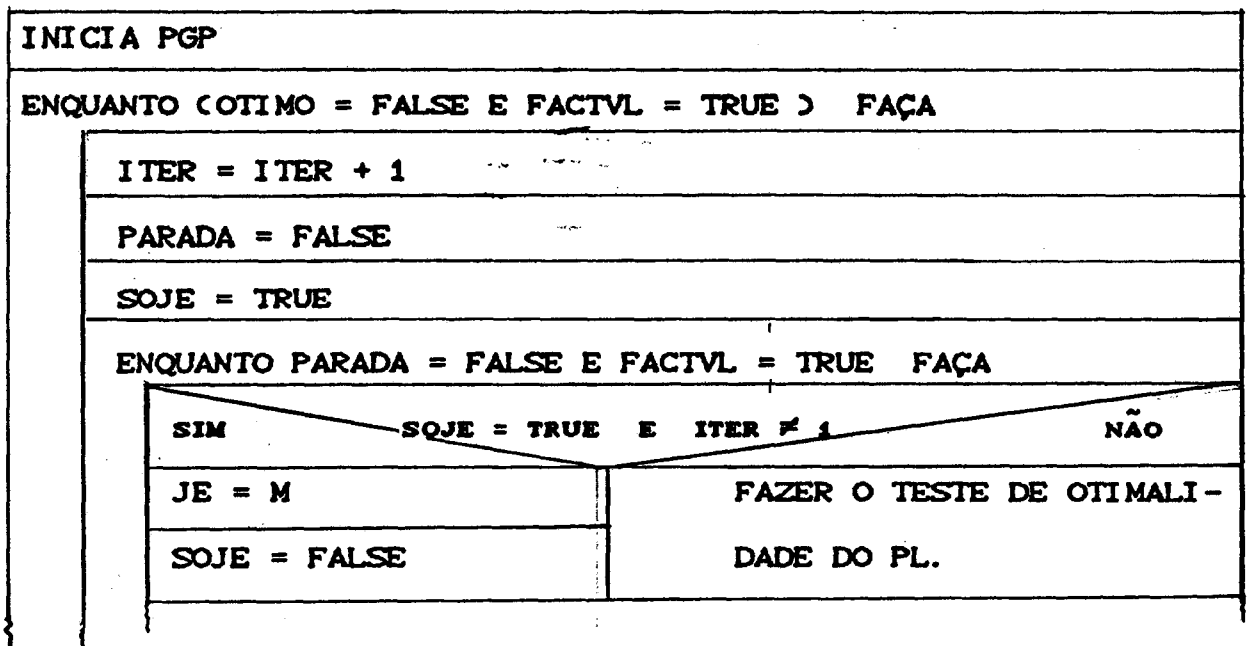 INICIA PGP
ENQUANTO (OTIMO = FALSE E FACTVL = TRUE ) FAÇA
ITER = ITER + 1
PARADA = FALSE
SOJE = TRUE
ENQUANTO PARADA = FALSE E FACTVL = TRUE FAÇA
SIM SOJE = TRUE E ITER ≠ 1 NÃO
JE = M FAZER O TESTE DE OTIMALI-
SOJE = FALSE DADE DO PL.